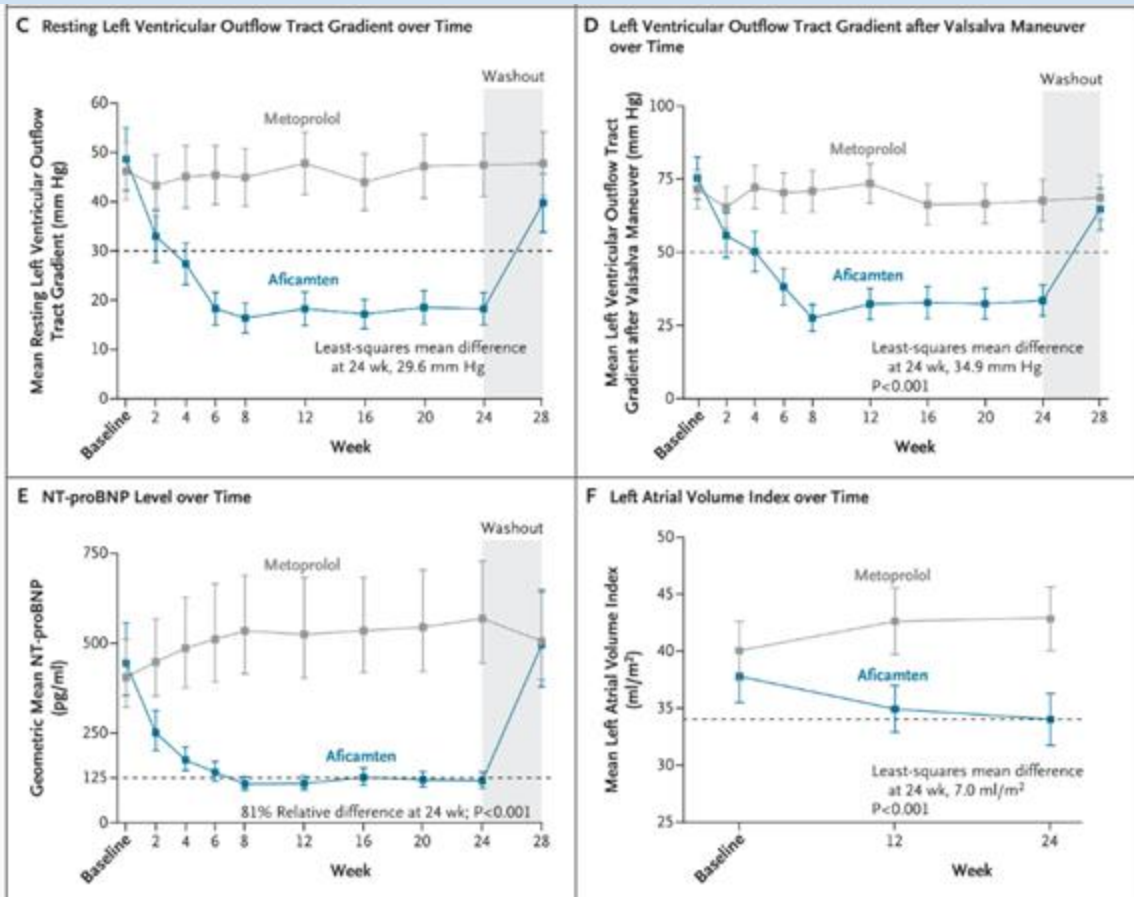 C Resting Left Ventricular Outflow Tract Gradient over Time
Washout
Metoprolol
Aficamten
Mean Resting Left Ventricular Outflow
Tract Gradient (mm Hg)
60
50
40
30
20
10
0
Least-squares mean difference
at 24 wk, 29.6 mm Hg
Baseline 2 4 6 8 12 16 20 24 28
Week
D Left Ventricular Outflow Tract Gradient after Valsalva Maneuver
over Time
Washout
Metoprolol
Aficamten
Mean Left Ventricular Outflow Tract
Gradient after Valsalva Maneuver (mm Hg)
100
75
50
25
0
Least-squares mean difference
at 24 wk, 34.9 mm Hg
P<0.001
Baseline 2 4 6 8 12 16 20 24 28
Week
E NT-proBNP Level over Time
Washout
Metoprolol
Aficamten
Geometric Mean NT-proBNP
(pg/ml)
750
500
250
125
0
81% Relative difference at 24 wk; P<0.001
Baseline 2 4 6 8 12 16 20 24 28
Week
F Left Atrial Volume Index over Time
Metoprolol
Aficamten
Mean Left Atrial Volume Index
(ml/m²)
50
45
40
35
30
25
Least-squares mean difference
at 24 wk, 7.0 ml/m²
P<0.001
Baseline 12 24
Week